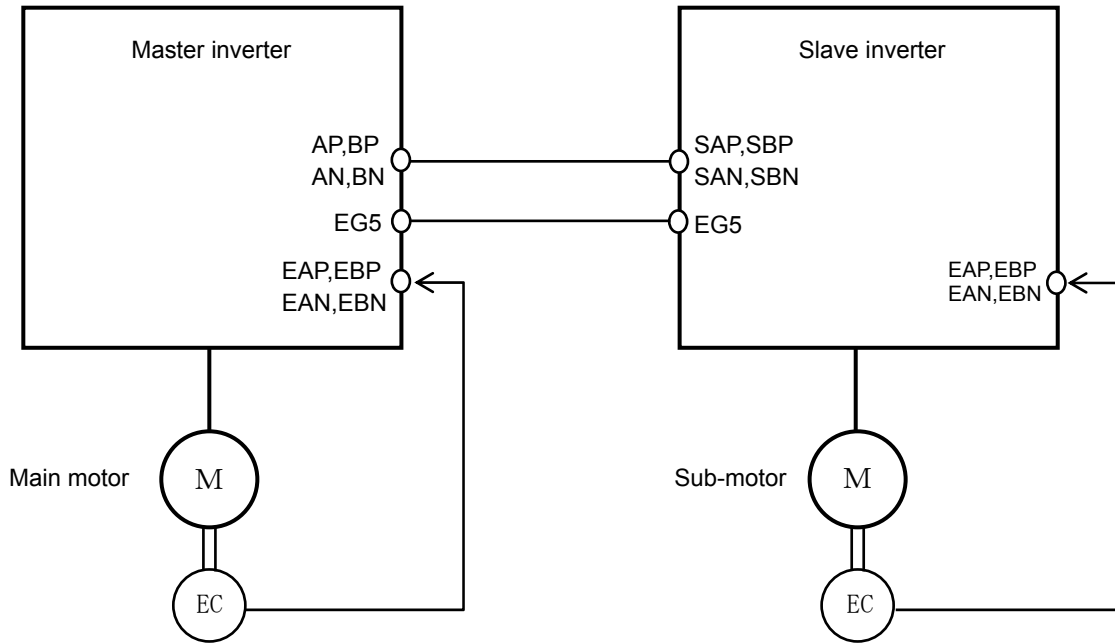 Master inverter
AP,BP
AN,BN
EG5
EAP,EBP
EAN,EBN
Main motor
M
EC
Slave inverter
SAP,SBP
SAN,SBN
EG5
EAP,EBP
EAN,EBN
Sub-motor
M
EC